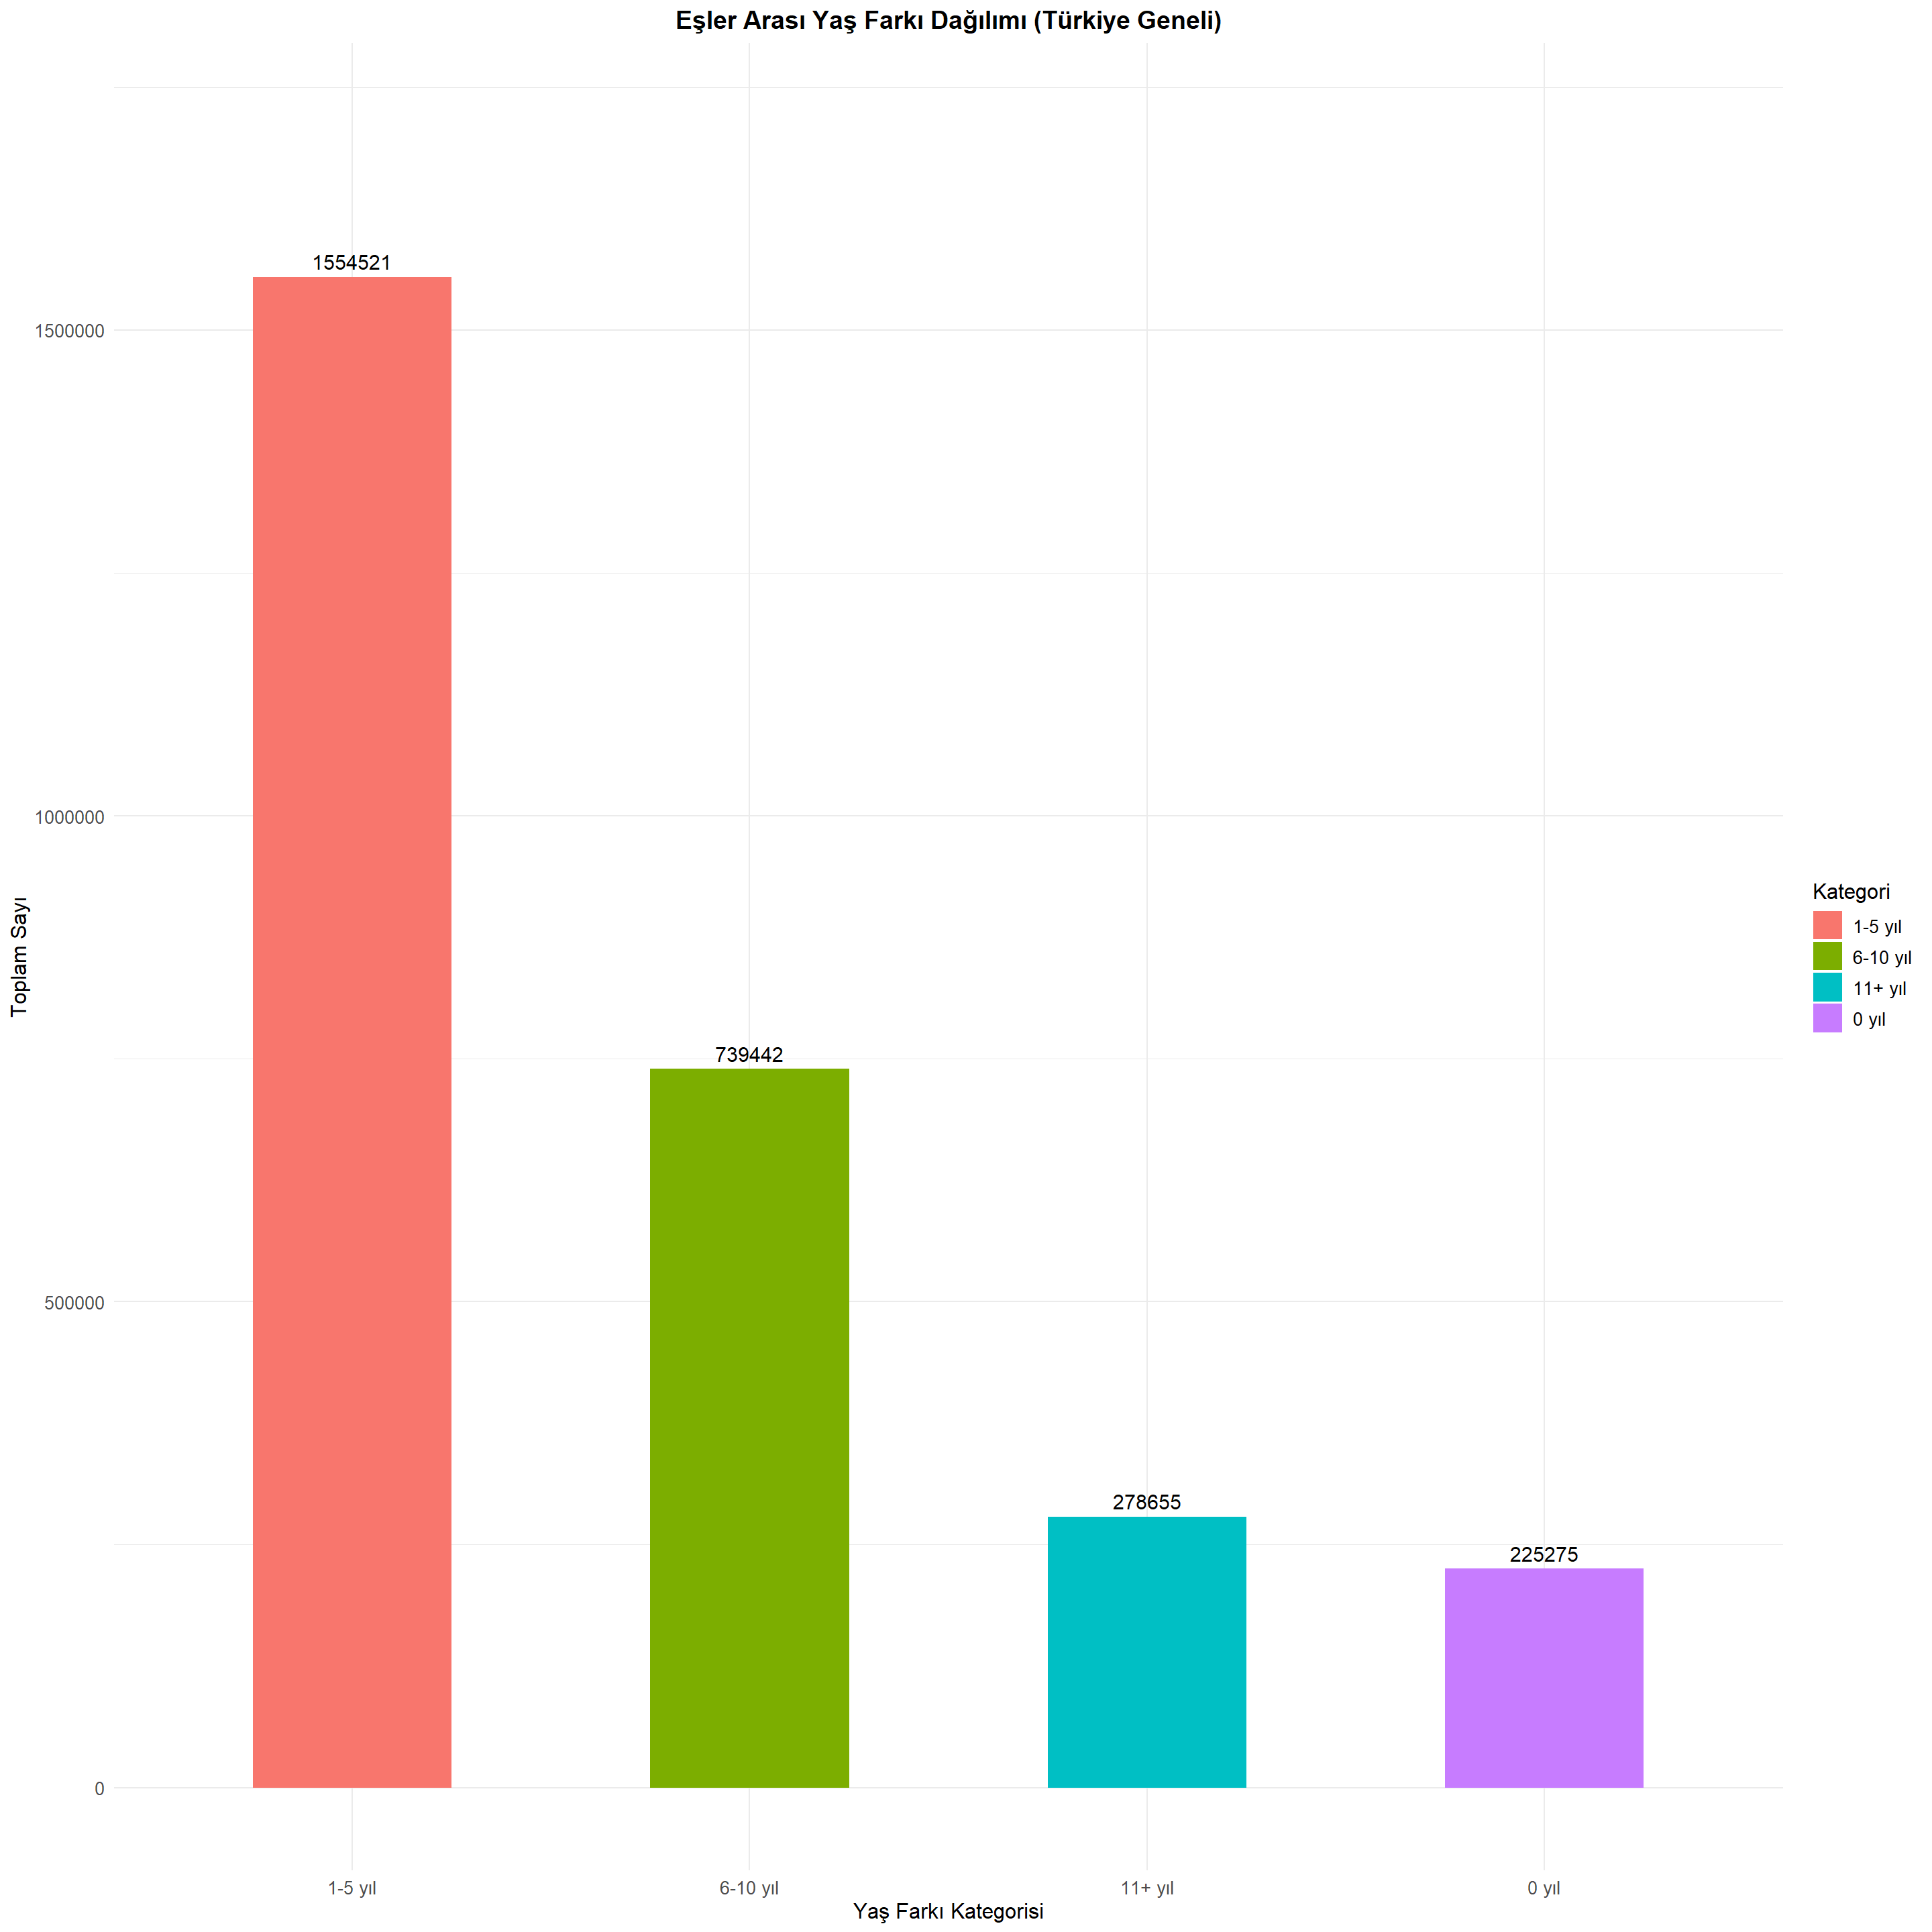 Eşler Arası Yaş Farkı Dağılımı (Türkiye Geneli)
Toplam Sayı
1500000
1000000
500000
0
1554521
739442
278655
225275
1-5 yıl
6-10 yıl
11+ yıl
0 yıl
Yaş Farkı Kategorisi
Kategori
1-5 yıl
6-10 yıl
11+ yıl
0 yıl